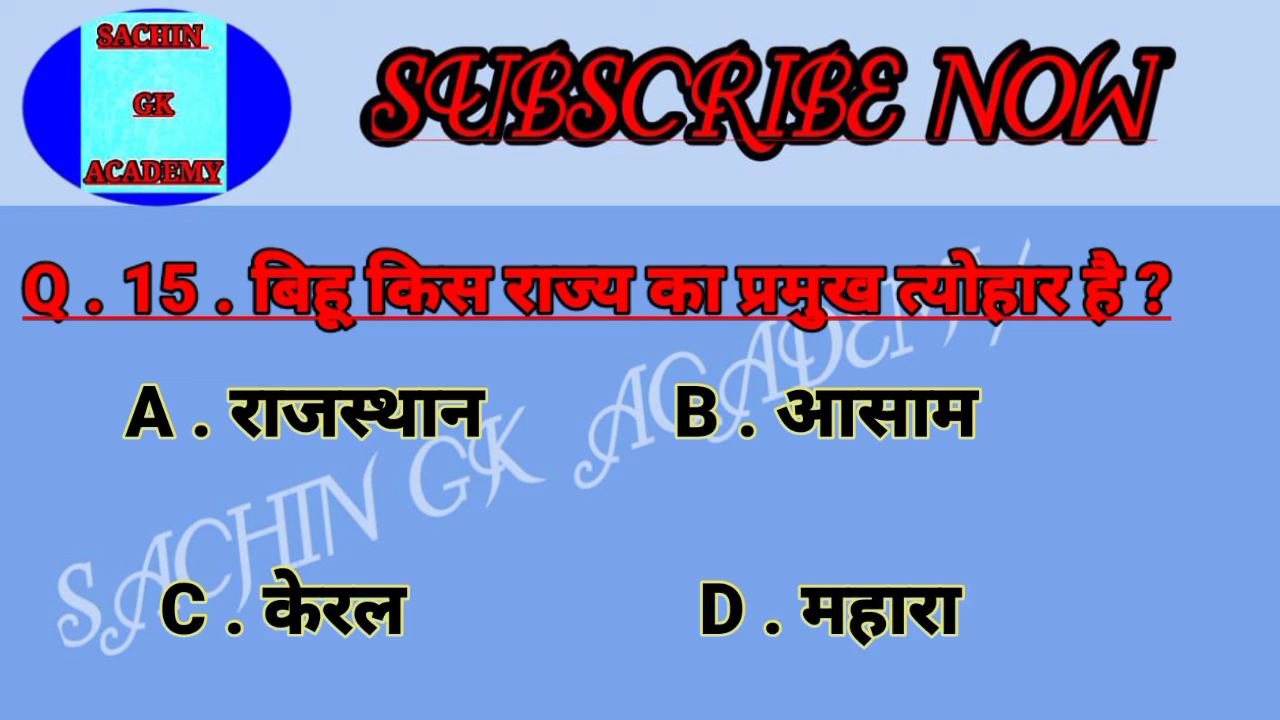 SACHIN
GK
ACADEMY
SUBSCRIBE NOW
Q . 15 . बिहू किस राज्य का प्रमुख त्योहार है ?
A . राजस्थान
B . आसाम
C . केरल
D . महारा
SACHIN GK ACADEMY